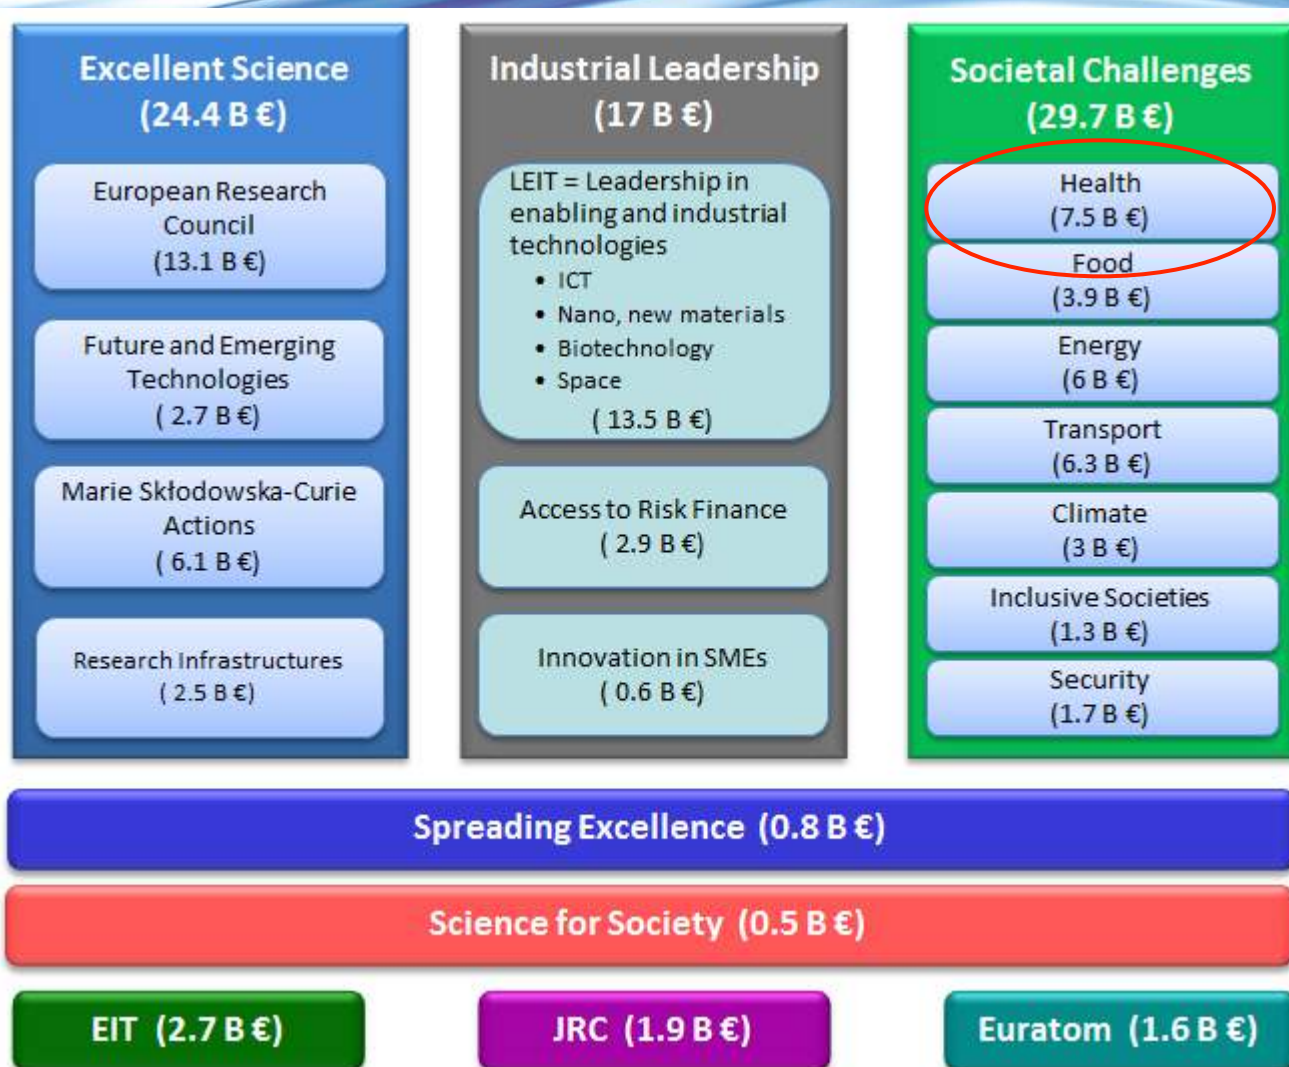 Excellent Science
(24.4 B €)
European Research
Council
(13.1 B €)
Future and Emerging
Technologies
( 2.7 B €)
Marie Skłodowska-Curie
Actions
( 6.1 B €)
Research Infrastructures
( 2.5 B €)
Industrial Leadership
(17 B €)
LEIT = Leadership in
enabling and industrial
technologies
• ICT
• Nano, new materials
• Biotechnology
• Space
( 13.5 B €)
Access to Risk Finance
( 2.9 B €)
Innovation in SMEs
( 0.6 B €)
Societal Challenges
(29.7 B €)
Health
(7.5 B €)
Food
(3.9 B €)
Energy
(6 B €)
Transport
(6.3 B €)
Climate
(3 B €)
Inclusive Societies
(1.3 B €)
Security
(1.7 B €)
Spreading Excellence (0.8 B €)
Science for Society (0.5 B €)
EIT (2.7 B €)
JRC (1.9 B €)
Euratom (1.6 B €)